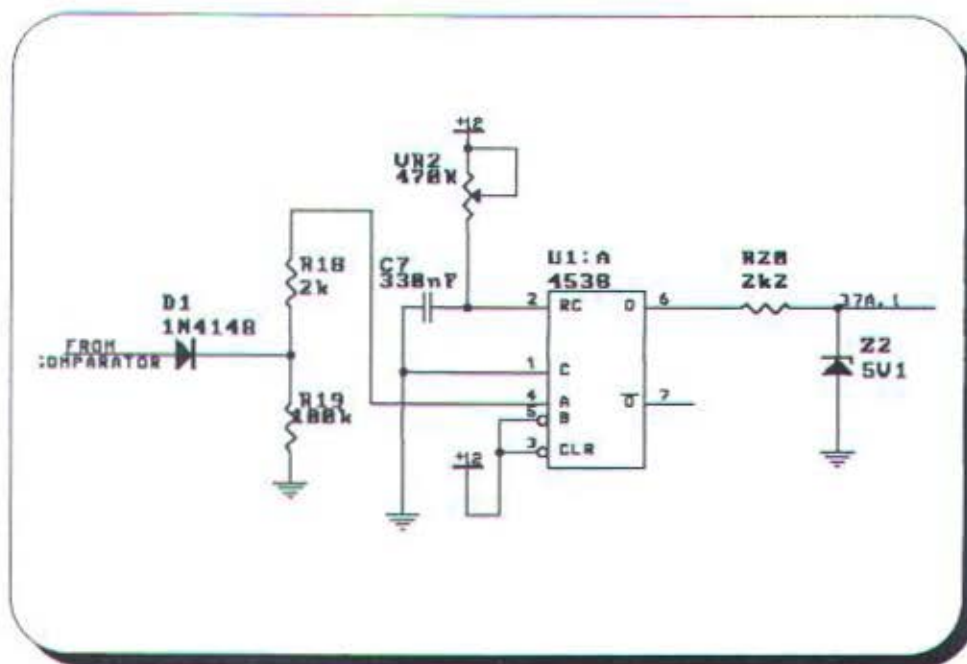 +12
VR2
470k
R18
2k
C7
330nF
U1:A
4538
R20
2k2
D1
1N4148
2
RC
Q
6
37A.1
FROM
COMPARATOR
Z2
5V1
1
C
R19
100k
4
A
Q
7
5
B
+12
3
CLR